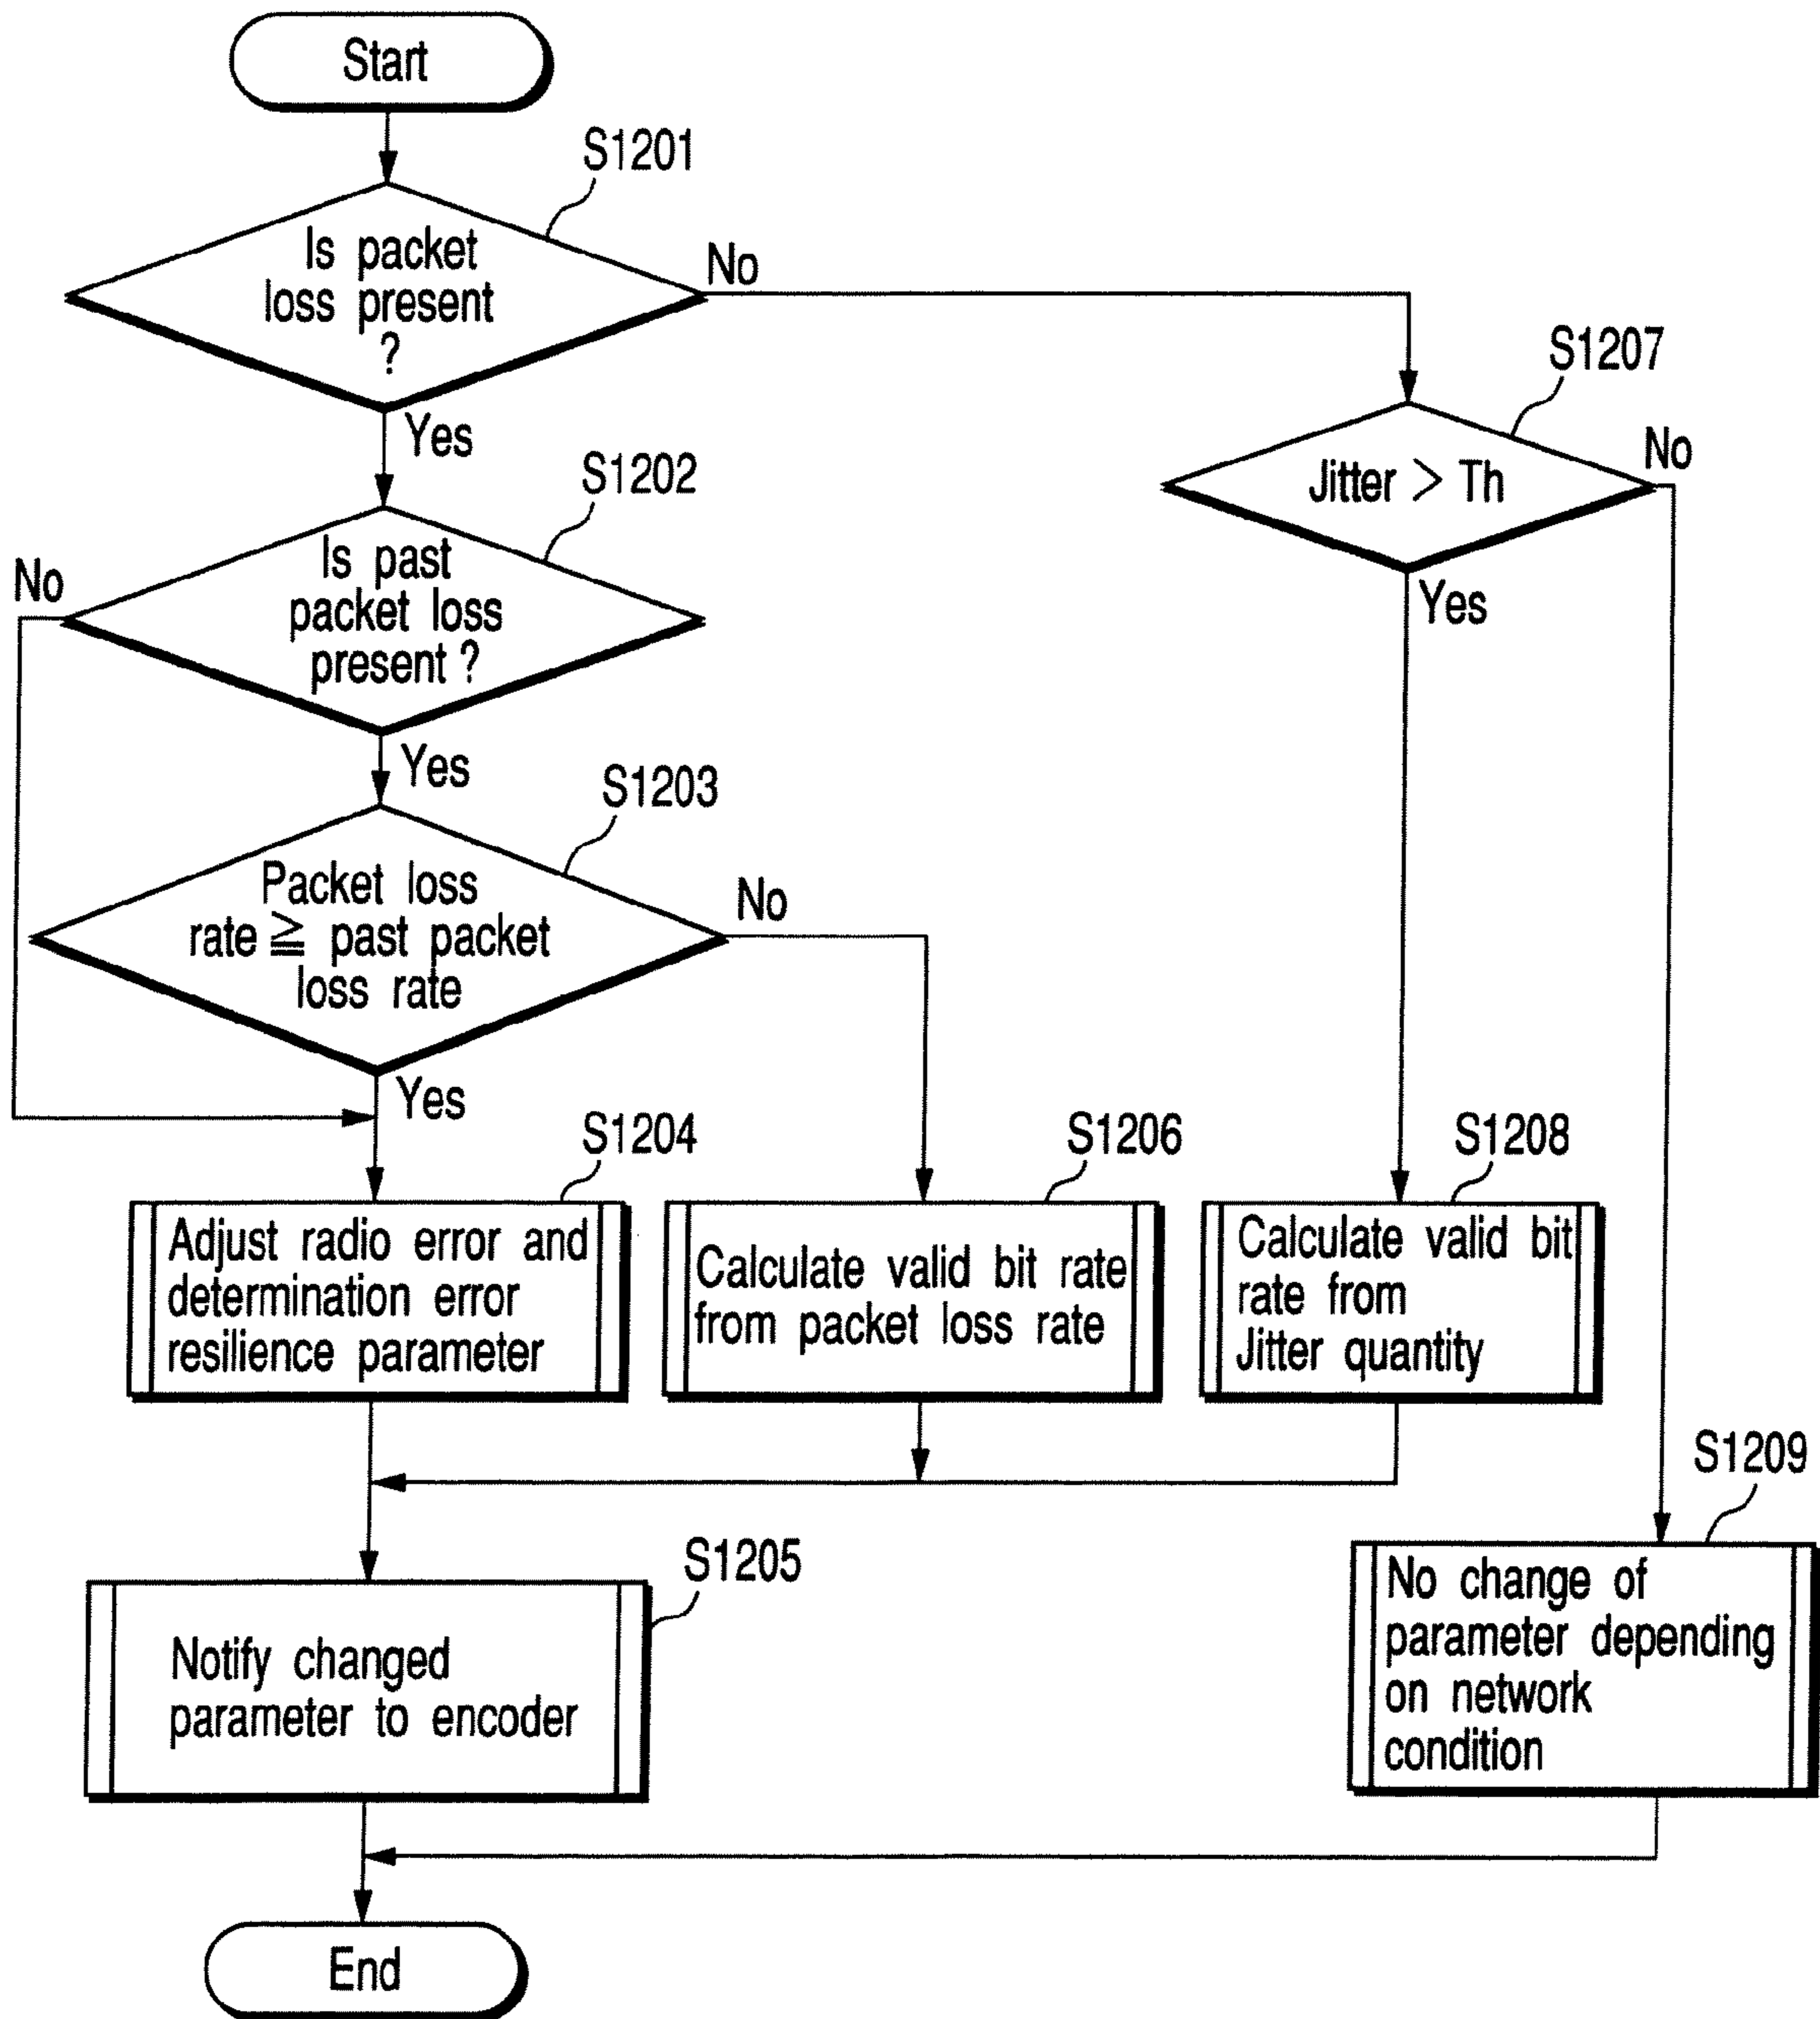 Start
S1201
Is packet
loss present
?
No
Yes
S1207
Jitter > Th
No
Yes
S1202
Is past
packet loss
present ?
No
Yes
S1203
Packet loss
rate ≧ past packet
loss rate
No
Yes
S1204
Adjust radio error and
determination error
resilience parameter
S1206
Calculate valid bit rate
from packet loss rate
S1208
Calculate valid bit
rate from
Jitter quantity
S1205
Notify changed
parameter to encoder
S1209
No change of
parameter depending
on network
condition
End